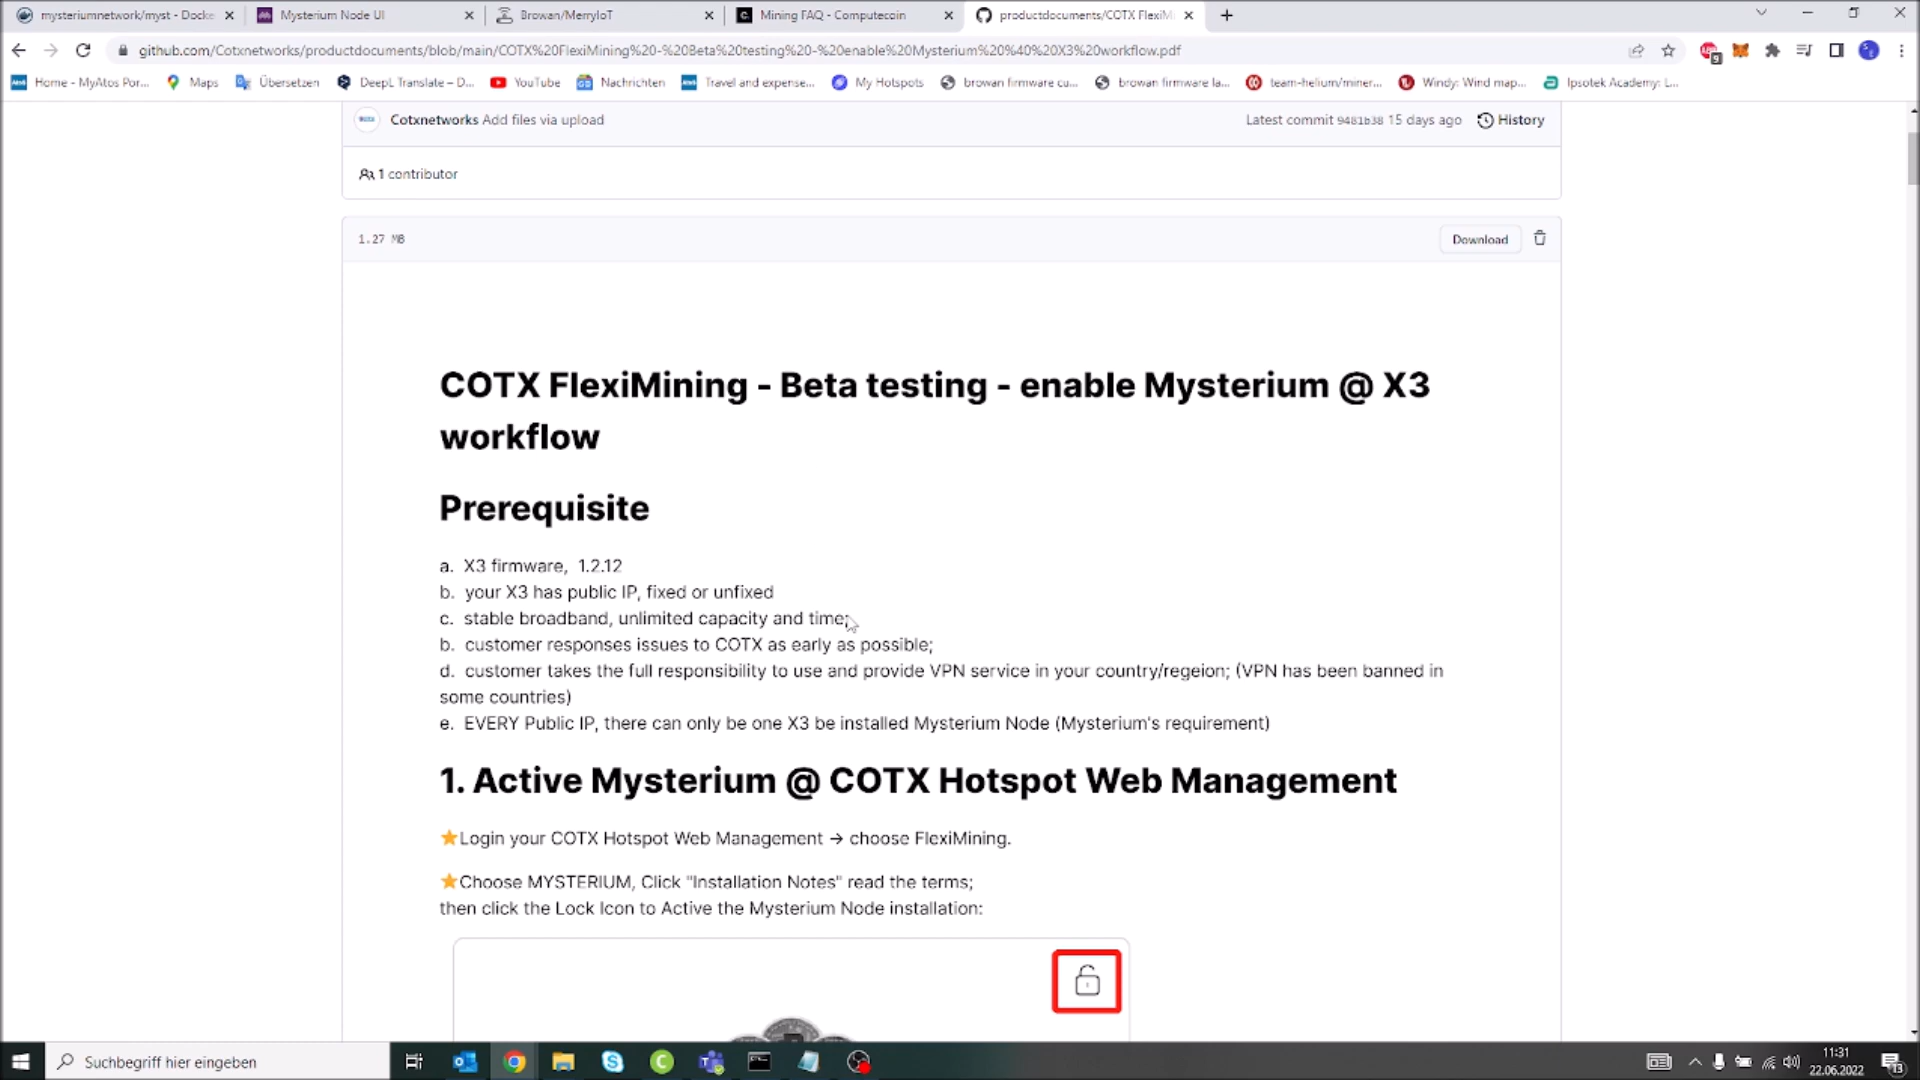 mysteriumnetwork/myst - Docke
Mysterium Node UI
Browan/MerryIoT
Mining FAQ - Computecoin
productdocuments/COTX FlexiMi
github.com/Cotxnetworks/productdocuments/blob/main/COTX%20FlexiMining%20-%20Beta%20testing%20-%20enable%20Mysterium%20%40%20X3%20workflow.pdf
Home - MyAtos Por...
Maps
Übersetzen
DeepL Translate – D...
YouTube
Nachrichten
Travel and expense...
My Hotspots
browan firmware cu...
browan firmware la...
team-helium/miner...
Windy: Wind map...
Ipsotek Academy: L...
Cotxnetworks Add files via upload
Latest commit 9481b38 15 days ago
History
1 contributor
1.27 MB
Download
COTX FlexiMining - Beta testing - enable Mysterium @ X3
workflow
Prerequisite
a. X3 firmware, 1.2.12
b. your X3 has public IP, fixed or unfixed
c. stable broadband, unlimited capacity and time;
b. customer responses issues to COTX as early as possible;
d. customer takes the full responsibility to use and provide VPN service in your country/regeion; (VPN has been banned in
some countries)
e. EVERY Public IP, there can only be one X3 be installed Mysterium Node (Mysterium's requirement)
1. Active Mysterium @ COTX Hotspot Web Management
⭐Login your COTX Hotspot Web Management → choose FlexiMining.
⭐Choose MYSTERIUM, Click "Installation Notes" read the terms;
then click the Lock Icon to Active the Mysterium Node installation:
Suchbegriff hier eingeben
11:31
22.06.2022
13